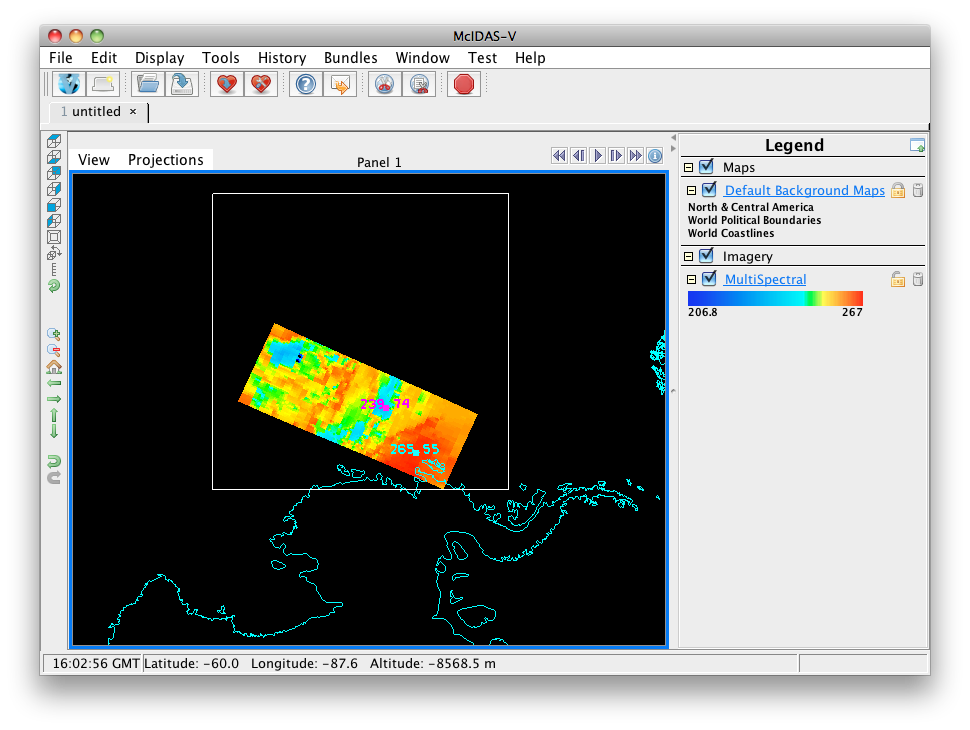 McIDAS-V
File Edit Display Tools History Bundles Window Test Help
1 untitled ×
View Projections
Panel 1
Legend
Maps
Default Background Maps
North & Central America
World Political Boundaries
World Coastlines
Imagery
MultiSpectral
206.8 267
239.74
265.55
16:02:56 GMT Latitude: -60.0 Longitude: -87.6 Altitude: -8568.5 m